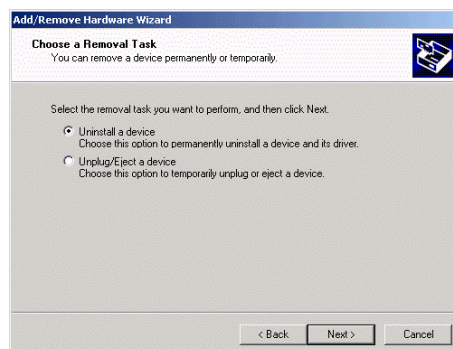 Add/Remove Hardware Wizard
Choose a Removal Task
You can remove a device permanently or temporarily.
Select the removal task you want to perform, and then click Next.
Uninstall a device
Choose this option to permanently uninstall a device and its driver.
Unplug/Eject a device
Choose this option to temporarily unplug or eject a device.
< Back Next > Cancel